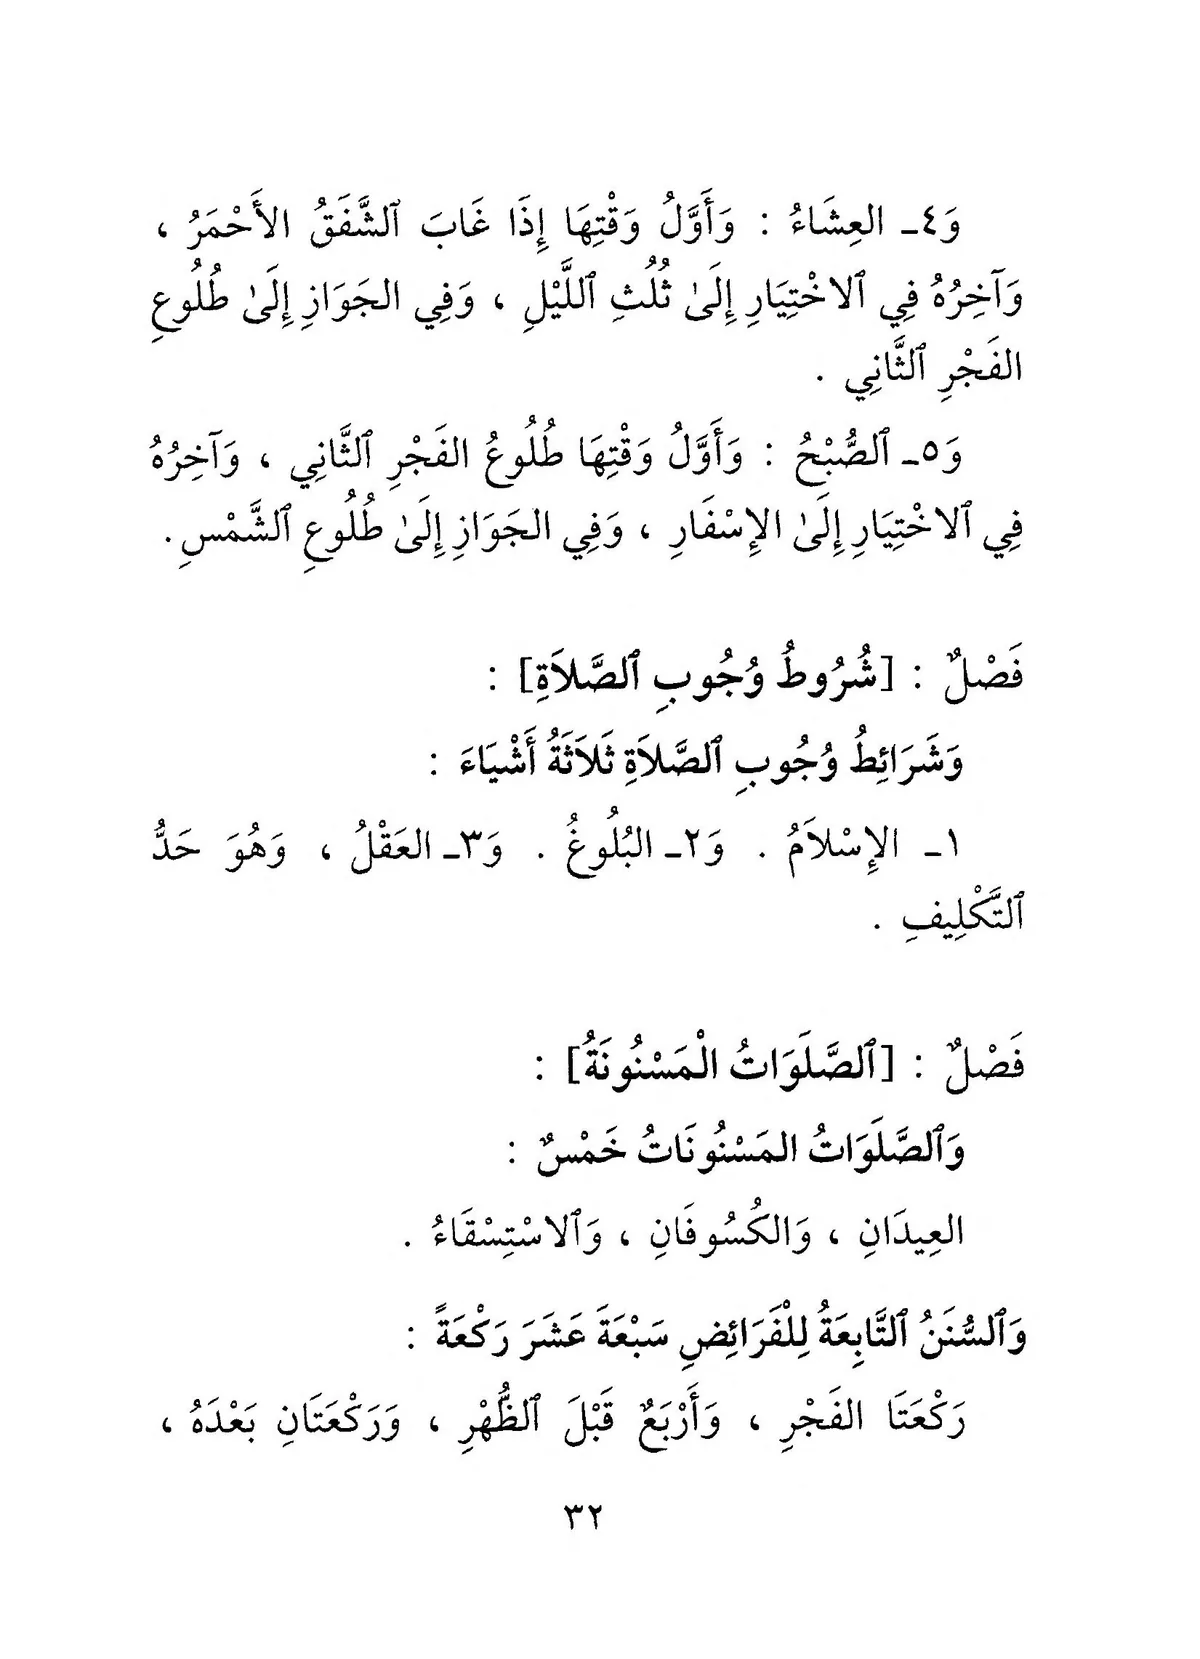 وَ٤ـ العِشَاءُ : وَأَوَّلُ وَقْتِهَا إِذَا غَابَ ٱلشَّفَقُ الأَحْمَرُ ،
وَآخِرُهُ فِي ٱلاخْتِيَارِ إِلَىٰ ثُلُثِ ٱللَّيْلِ ، وَفِي الجَوَازِ إِلَىٰ طُلُوعِ
الفَجْرِ ٱلثَّانِي .
وَ٥ـ ٱلصُّبْحُ : وَأَوَّلُ وَقْتِهَا طُلُوعُ الفَجْرِ ٱلثَّانِي ، وَآخِرُهُ
فِي ٱلاخْتِيَارِ إِلَىٰ الإِسْفَارِ ، وَفِي الجَوَازِ إِلَىٰ طُلُوعِ ٱلشَّمْسِ .
فَصْلٌ : [شُرُوطُ وُجُوبِ ٱلصَّلاَةِ] :
وَشَرَائِطُ وُجُوبِ ٱلصَّلاَةِ ثَلاَثَةُ أَشْيَاءَ :
١ـ الإِسْلاَمُ . وَ٢ـ البُلُوغُ . وَ٣ـ العَقْلُ ، وَهُوَ حَدُّ
ٱلتَّكْلِيفِ .
فَصْلٌ : [ٱلصَّلَوَاتُ الْمَسْنُونَةُ] :
وَٱلصَّلَوَاتُ المَسْنُونَاتُ خَمْسٌ :
العِيدَانِ ، وَالكُسُوفَانِ ، وَٱلاسْتِسْقَاءُ .
وَٱلسُّنَنُ ٱلتَّابِعَةُ لِلْفَرَائِضِ سَبْعَةَ عَشَرَ رَكْعَةً :
رَكْعَتَا الفَجْرِ ، وَأَرْبَعٌ قَبْلَ ٱلظُّهْرِ ، وَرَكْعَتَانِ بَعْدَهُ ،
٣٢